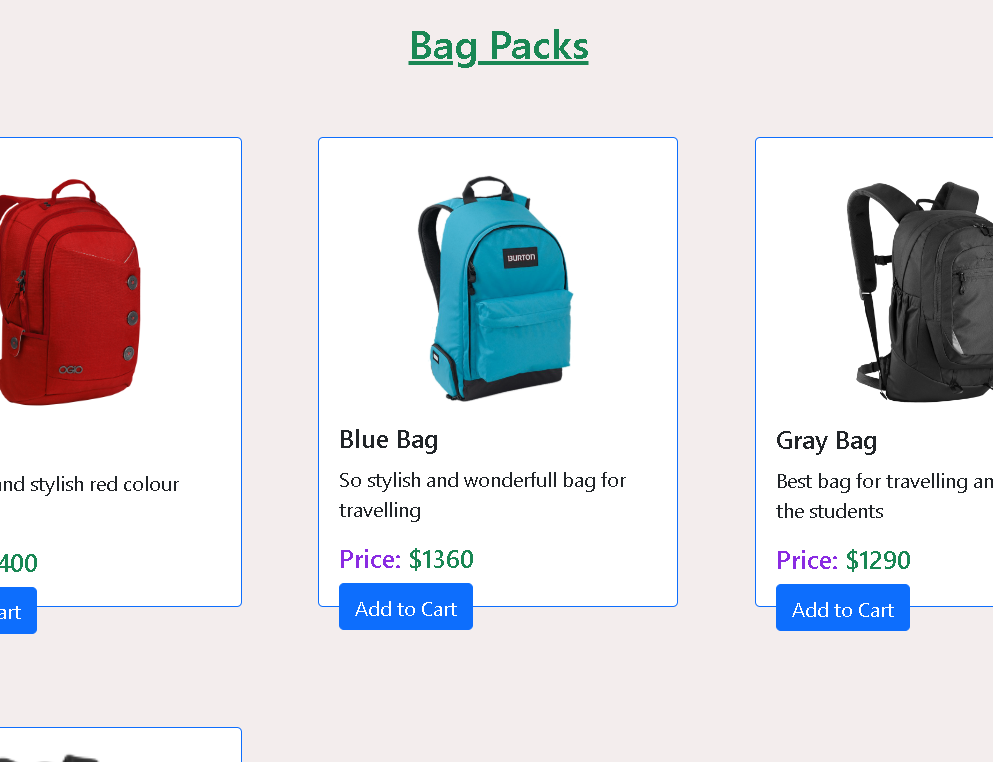 Bag Packs
OGIO
BURTON
Blue Bag
Gray Bag
and stylish red colour
So stylish and wonderfull bag for
travelling
Best bag for travelling an
the students
400
Price: $1360
Price: $1290
art
Add to Cart
Add to Cart